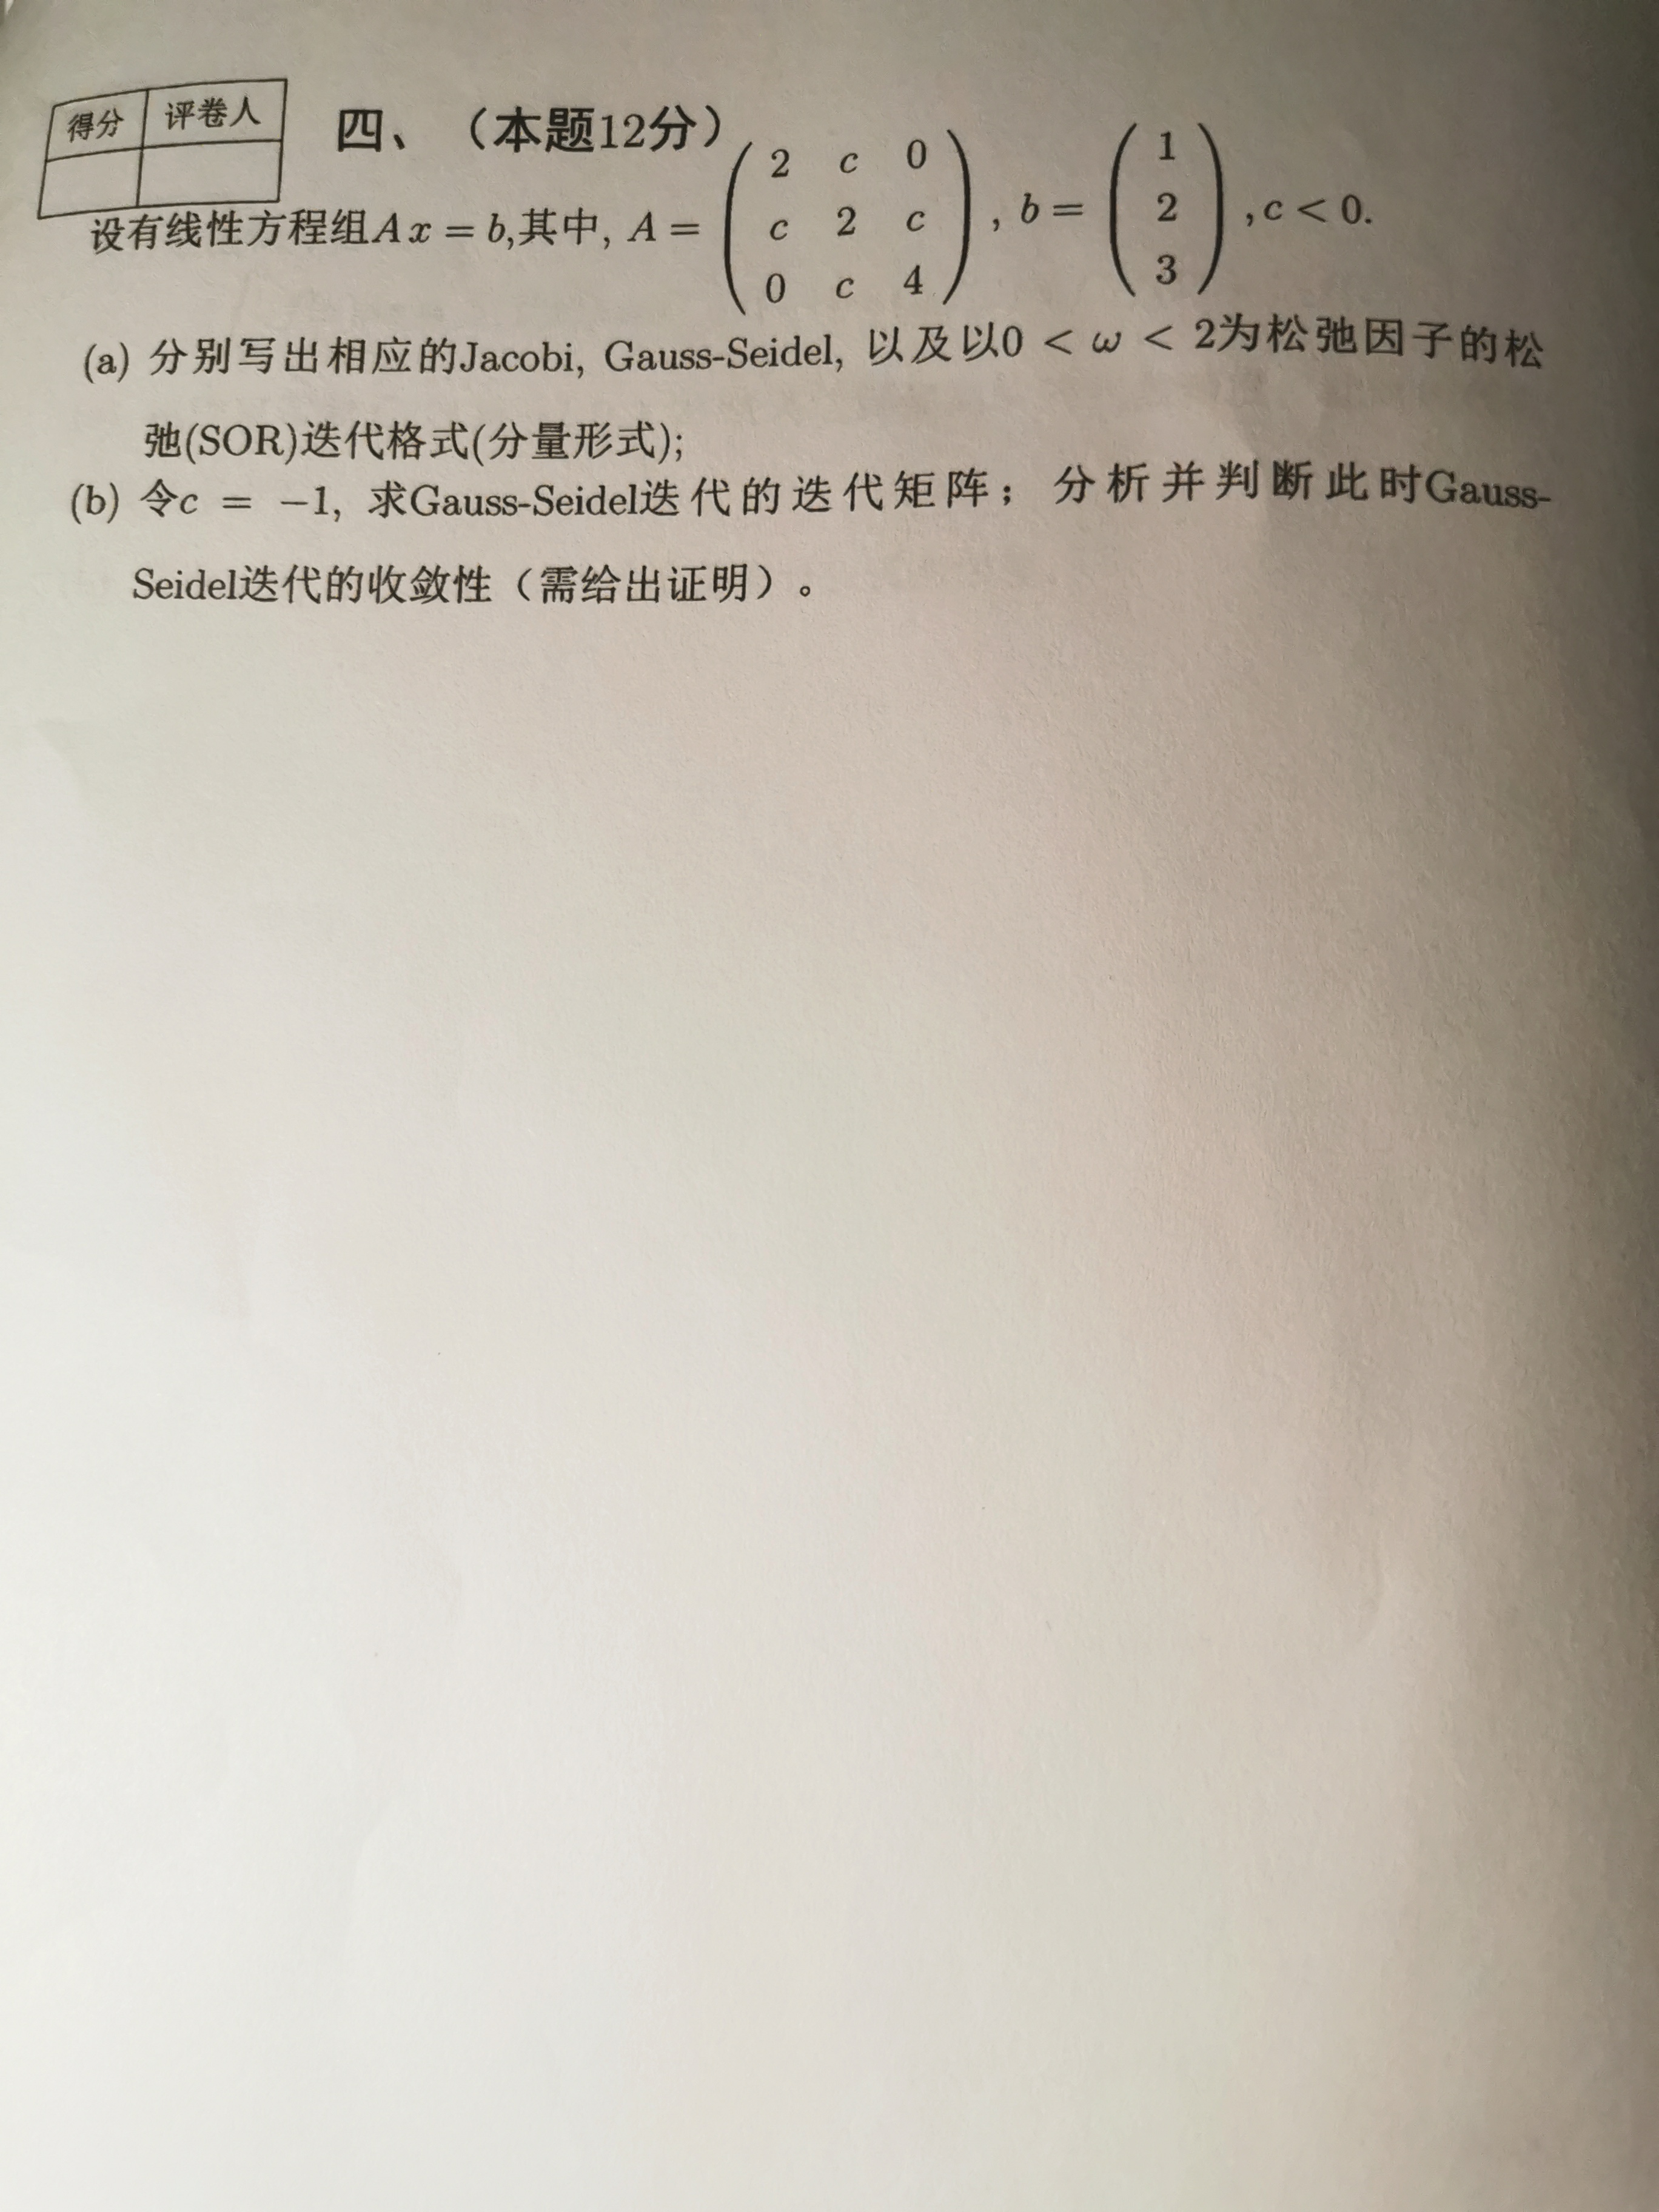 得分 评卷人
四、（本题12分）
设有线性方程组Ax = b,其中, A = \begin{pmatrix} 2 & c & 0 \\ c & 2 & c \\ 0 & c & 4 \end{pmatrix}, b = \begin{pmatrix} 1 \\ 2 \\ 3 \end{pmatrix}, c < 0.
(a) 分别写出相应的Jacobi, Gauss-Seidel, 以及以0 < ω < 2为松弛因子的松
弛(SOR)迭代格式(分量形式);
(b) 令c = −1, 求Gauss-Seidel迭代的迭代矩阵；分析并判断此时Gauss-
Seidel迭代的收敛性（需给出证明）。